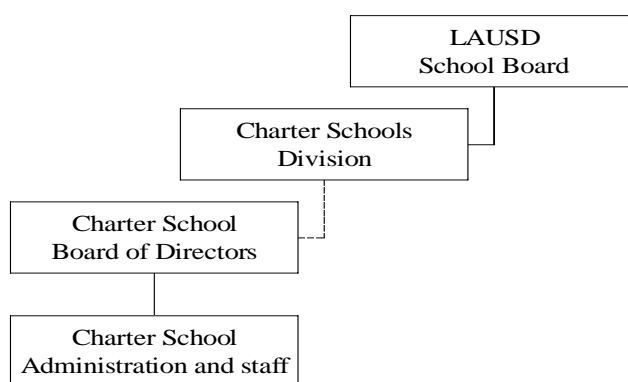 LAUSD
School Board
Charter Schools
Division
Charter School
Board of Directors
Charter School
Administration and staff